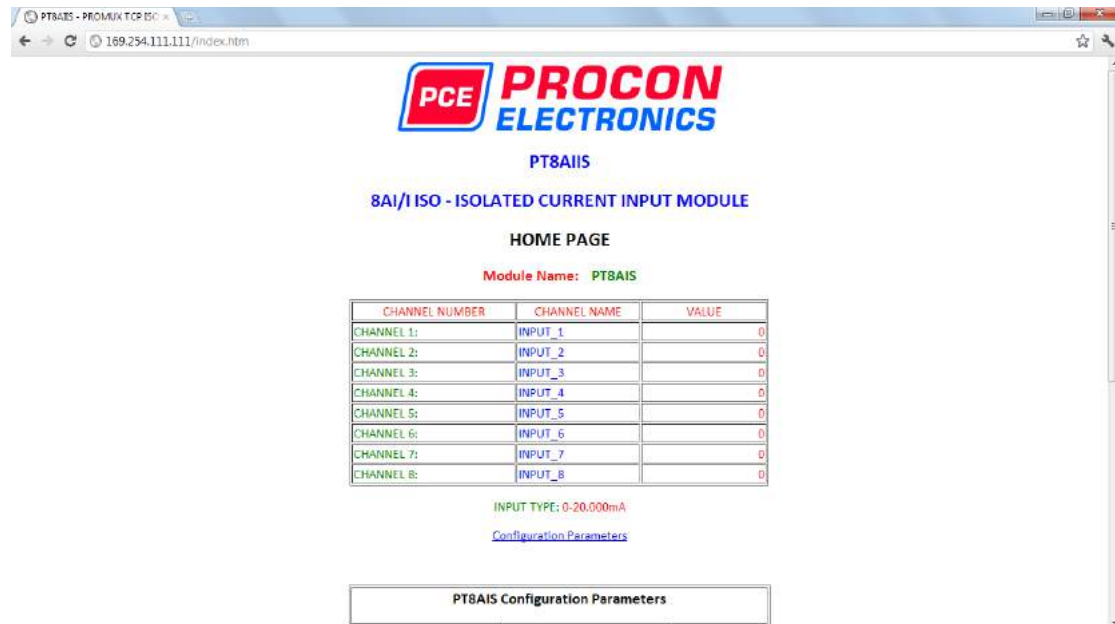 PT8AIS - PROMUX TCP ISO
169.254.111.111/index.htm
PCE PROCON ELECTRONICS
PT8AIIS
8AI/I ISO - ISOLATED CURRENT INPUT MODULE
HOME PAGE
Module Name: PT8AIS
CHANNEL NUMBER CHANNEL NAME VALUE
CHANNEL 1: INPUT_1 0
CHANNEL 2: INPUT_2 0
CHANNEL 3: INPUT_3 0
CHANNEL 4: INPUT_4 0
CHANNEL 5: INPUT_5 0
CHANNEL 6: INPUT_6 0
CHANNEL 7: INPUT_7 0
CHANNEL 8: INPUT_8 0
INPUT TYPE: 0-20.000mA
Configuration Parameters
PT8AIS Configuration Parameters